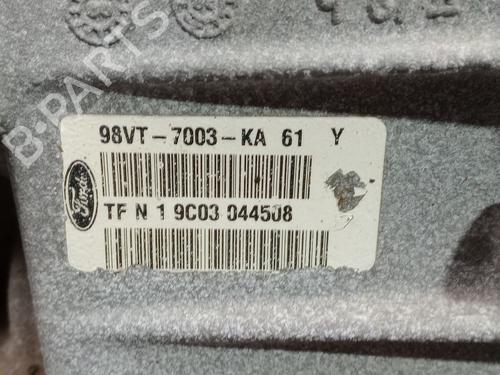 98VT-7003-KA 61 Y
Ford
TF N 1 9C03 044508
B-PARTS